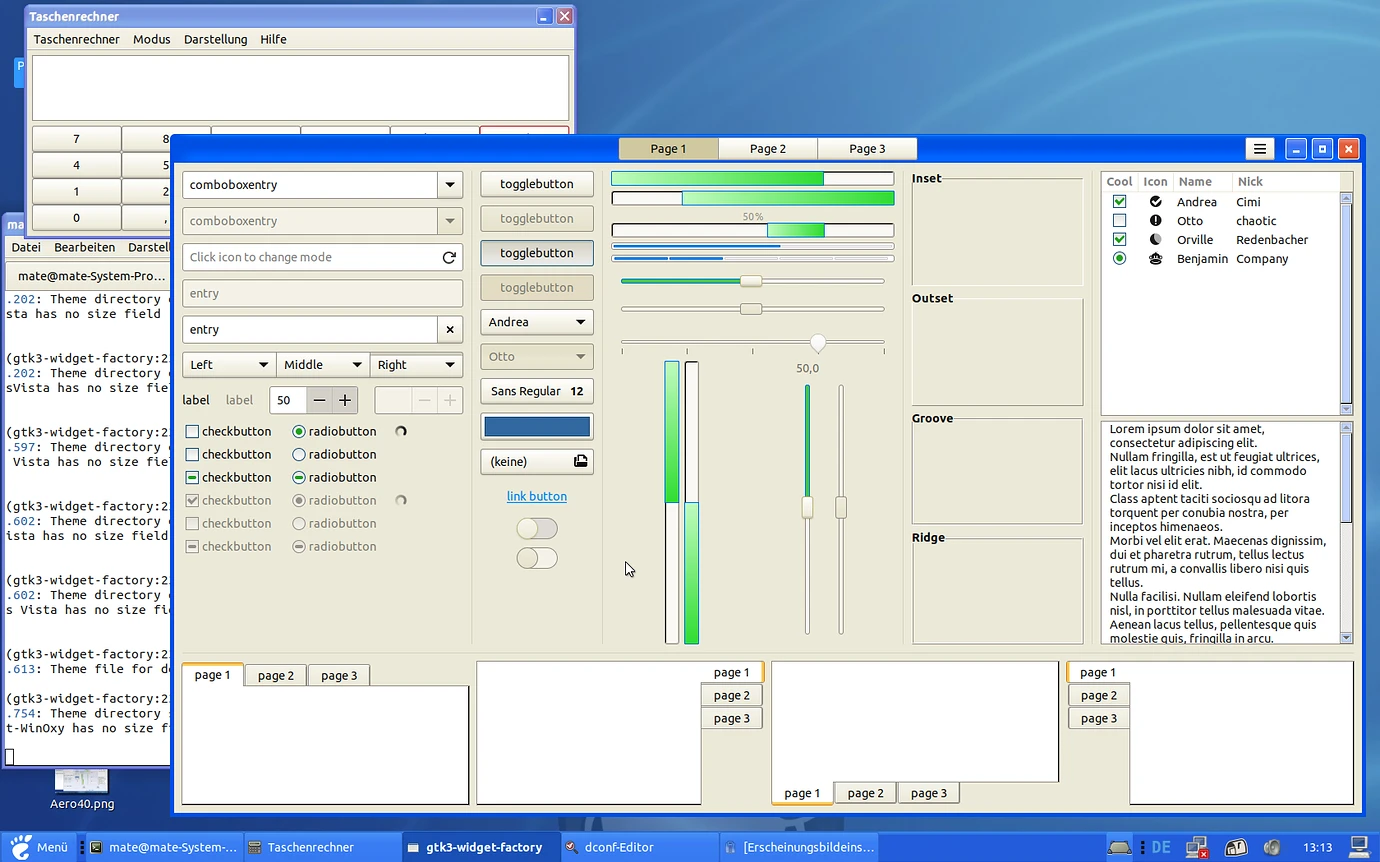 Taschenrechner
Taschenrechner Modus Darstellung Hilfe
7 8
4 5
1 2
0 ,
P
Page 1 Page 2 Page 3
comboboxentry
comboboxentry
Click icon to change mode
entry
entry
Left Middle Right
label label 50
checkbutton radiobutton
checkbutton radiobutton
checkbutton radiobutton
checkbutton radiobutton
checkbutton radiobutton
checkbutton radiobutton
togglebutton
togglebutton
togglebutton
togglebutton
Andrea
Otto
Sans Regular 12
(keine)
link button
50%
50,0
Inset
Outset
Groove
Ridge
Cool Icon Name Nick
Andrea Cimi
Otto chaotic
Orville Redenbacher
Benjamin Company
Lorem ipsum dolor sit amet,
consectetur adipiscing elit.
Nullam fringilla, est ut feugiat ultrices,
elit lacus ultricies nibh, id commodo
tortor nisi id elit.
Class aptent taciti sociosqu ad litora
torquent per conubia nostra, per
inceptos himenaeos.
Morbi vel elit erat. Maecenas dignissim,
dui et pharetra rutrum, tellus lectus
rutrum mi, a convallis libero nisi quis
tellus.
Nulla facilisi. Nullam eleifend lobortis
nisl, in porttitor tellus malesuada vitae.
Aenean lacus tellus, pellentesque quis
molestie quis, fringilla in arcu.
page 1 page 2 page 3
page 1
page 2
page 3
page 1 page 2 page 3
page 1
page 2
page 3
ma
Datei Bearbeiten Darstell
mate@mate-System-Pro...
.202: Theme directory
sta has no size field
(gtk3-widget-factory:2
.202: Theme directory
sVista has no size fie
(gtk3-widget-factory:2
.597: Theme directory
Vista has no size fie
(gtk3-widget-factory:2
.602: Theme directory
ista has no size field
(gtk3-widget-factory:2
.602: Theme directory
s Vista has no size fi
(gtk3-widget-factory:2
.613: Theme file for d
(gtk3-widget-factory:2
.754: Theme directory
t-WinOxy has no size f
Aero40.png
Menü mate@mate-System-... Taschenrechner gtk3-widget-factory dconf-Editor [Erscheinungsbildeins... DE 13:13